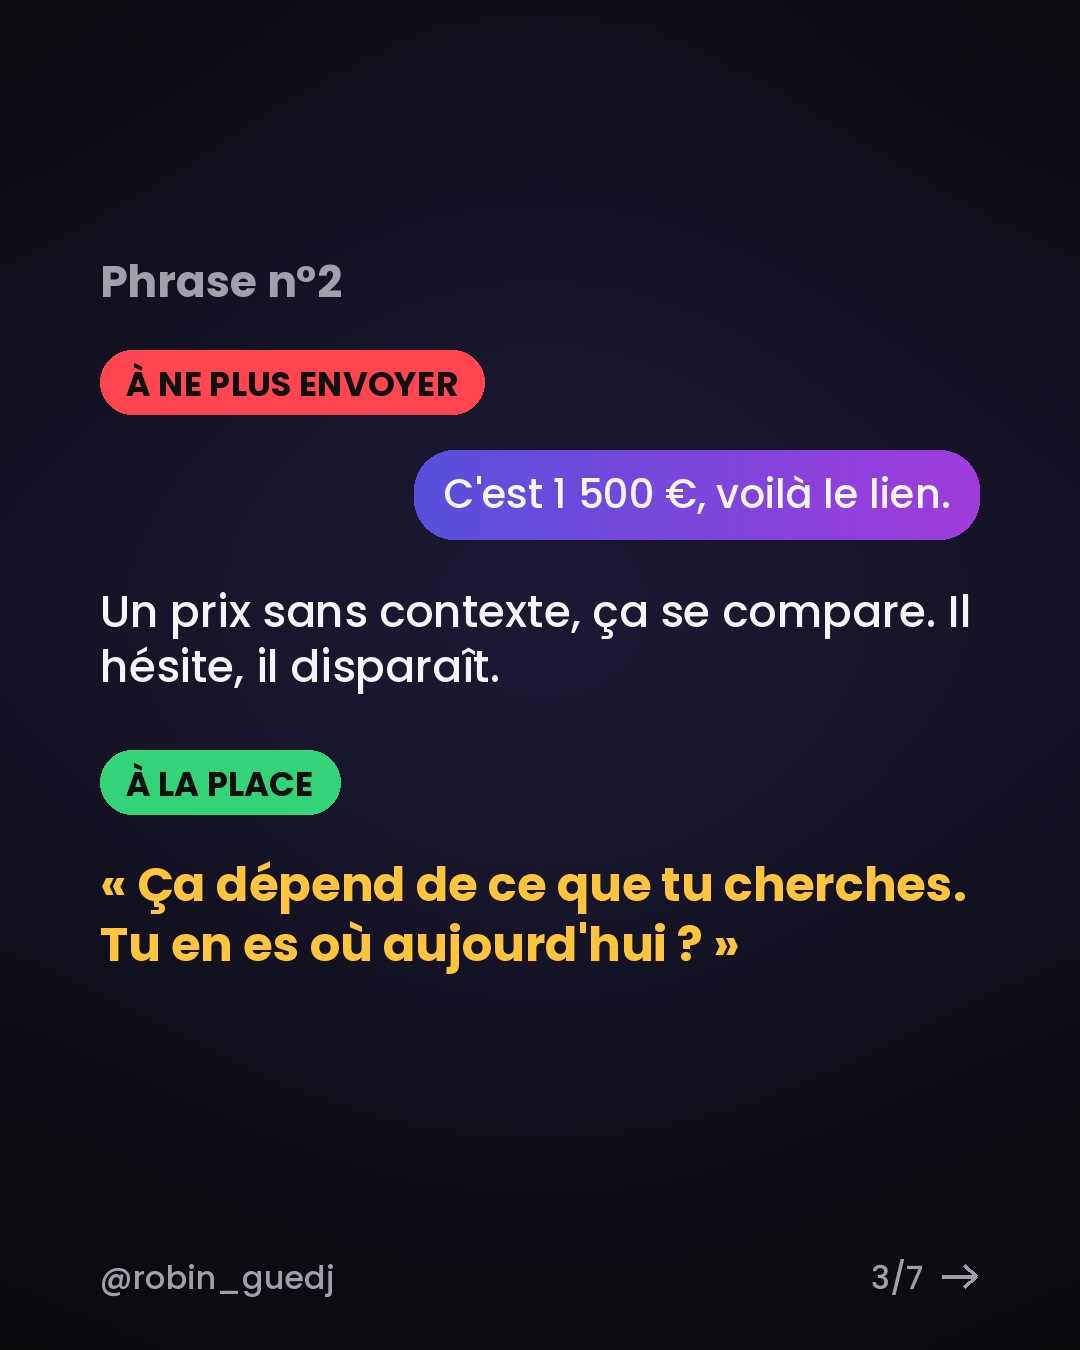 Phrase n°2
À NE PLUS ENVOYER
C'est 1 500 €, voilà le lien.
Un prix sans contexte, ça se compare. Il
hésite, il disparaît.
À LA PLACE
« Ça dépend de ce que tu cherches.
Tu en es où aujourd'hui ? »
@robin_guedj
3/7 →